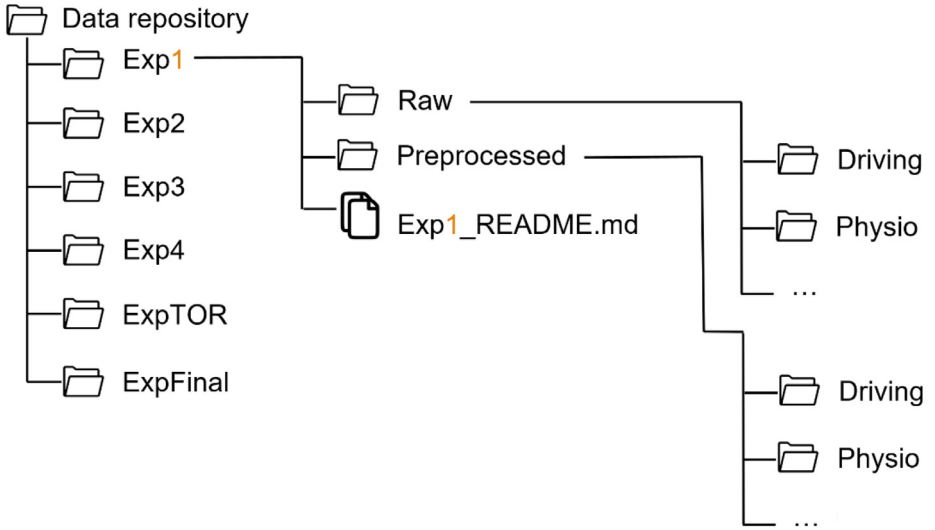 Data repository
Exp1
Raw
Exp2
Preprocessed
Driving
Exp3
Exp1_README.md
Physio
Exp4
...
ExpTOR
ExpFinal
Driving
Physio
...